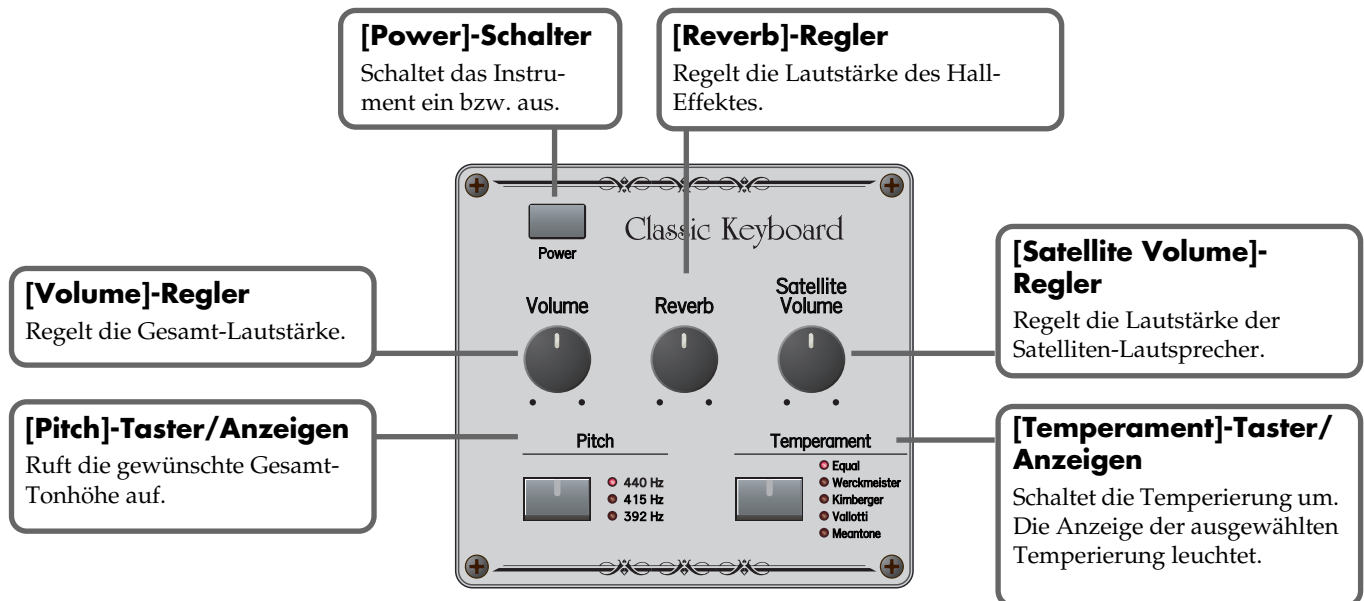 [Power]-Schalter
Schaltet das Instru-
ment ein bzw. aus.
[Reverb]-Regler
Regelt die Lautstärke des Hall-
Effektes.
Classic Keyboard
Power
[Volume]-Regler
Regelt die Gesamt-Lautstärke.
Volume
Reverb
Satellite
Volume
[Satellite Volume]-
Regler
Regelt die Lautstärke der
Satelliten-Lautsprecher.
[Pitch]-Taster/Anzeigen
Ruft die gewünschte Gesamt-
Tonhöhe auf.
Pitch
440 Hz
415 Hz
392 Hz
Temperament
Equal
Werckmeister
Kirnberger
Vallotti
Meantone
[Temperament]-Taster/
Anzeigen
Schaltet die Temperierung um.
Die Anzeige der ausgewählten
Temperierung leuchtet.